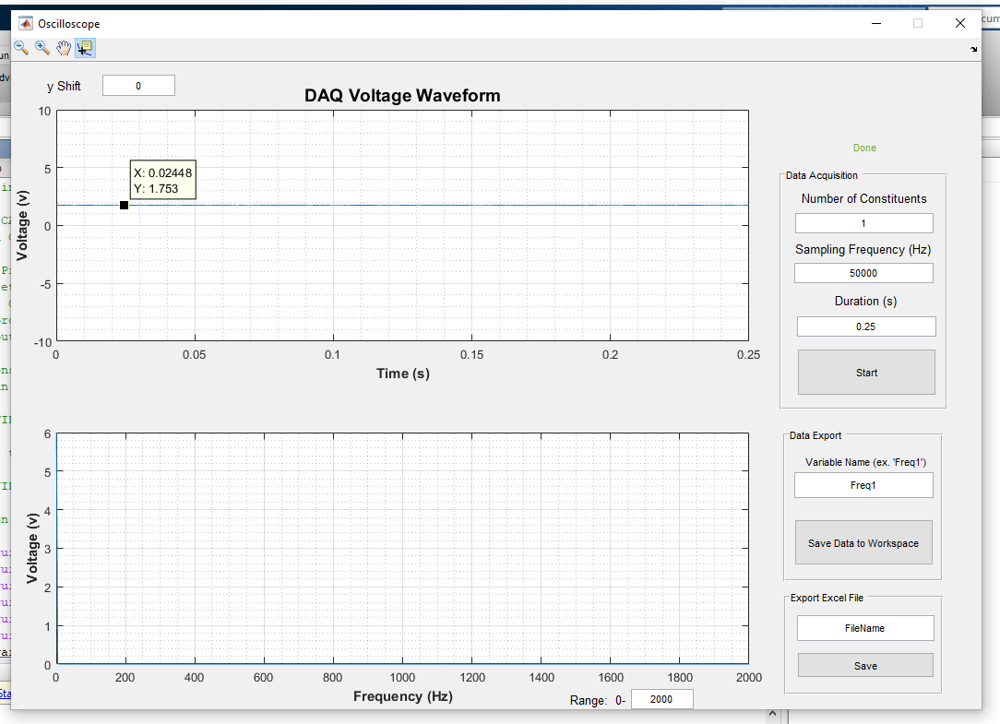 Oscilloscope
y Shift 0
DAQ Voltage Waveform
10
5
0
-5
-10
Voltage (v)
X: 0.02448
Y: 1.753
0 0.05 0.1 0.15 0.2 0.25
Time (s)
Done
Data Acquisition
Number of Constituents
1
Sampling Frequency (Hz)
50000
Duration (s)
0.25
Start
6
5
4
3
2
1
0
Voltage (v)
0 200 400 600 800 1000 1200 1400 1600 1800 2000
Frequency (Hz)
Range: 0- 2000
Data Export
Variable Name (ex. 'Freq1')
Freq1
Save Data to Workspace
Export Excel File
FileName
Save